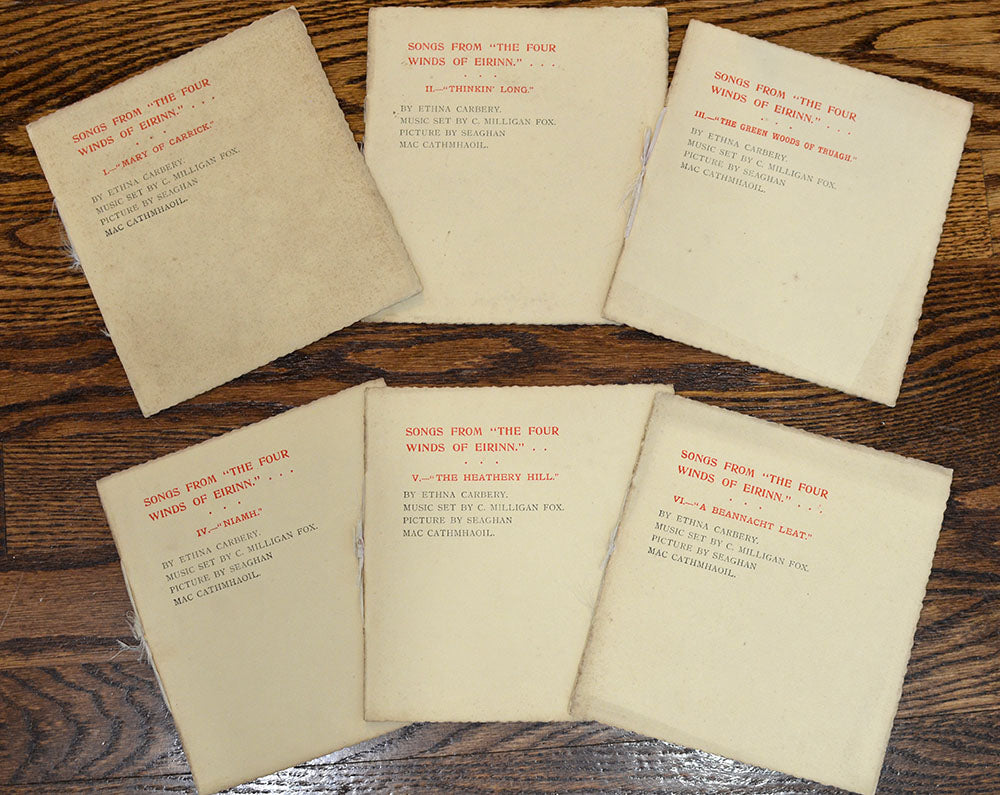 SONGS FROM "THE FOUR
WINDS OF EIRINN." . . .
. . .
I.—"MARY OF CARRICK."
BY ETHNA CARBERY.
MUSIC SET BY C. MILLIGAN FOX.
PICTURE BY SEAGHAN
MAC CATHMHAOIL.
SONGS FROM "THE FOUR
WINDS OF EIRINN." . . .
. . .
II.—"THINKIN' LONG."
BY ETHNA CARBERY.
MUSIC SET BY C. MILLIGAN FOX.
PICTURE BY SEAGHAN
MAC CATHMHAOIL.
SONGS FROM "THE FOUR
WINDS OF EIRINN." . . .
. . .
III.—"THE GREEN WOODS OF TRUAGH."
BY ETHNA CARBERY.
MUSIC SET BY C. MILLIGAN FOX.
PICTURE BY SEAGHAN
MAC CATHMHAOIL.
SONGS FROM "THE FOUR
WINDS OF EIRINN." . . .
. . .
IV.—"NIAMH."
BY ETHNA CARBERY.
MUSIC SET BY C. MILLIGAN FOX.
PICTURE BY SEAGHAN
MAC CATHMHAOIL.
SONGS FROM "THE FOUR
WINDS OF EIRINN." . .
. . .
V.—"THE HEATHERY HILL."
BY ETHNA CARBERY.
MUSIC SET BY C. MILLIGAN FOX.
PICTURE BY SEAGHAN
MAC CATHMHAOIL.
SONGS FROM "THE FOUR
WINDS OF EIRINN." . . .
. . .
VI.—"A BEANNACHT LEAT."
BY ETHNA CARBERY.
MUSIC SET BY C. MILLIGAN FOX.
PICTURE BY SEAGHAN
MAC CATHMHAOIL.